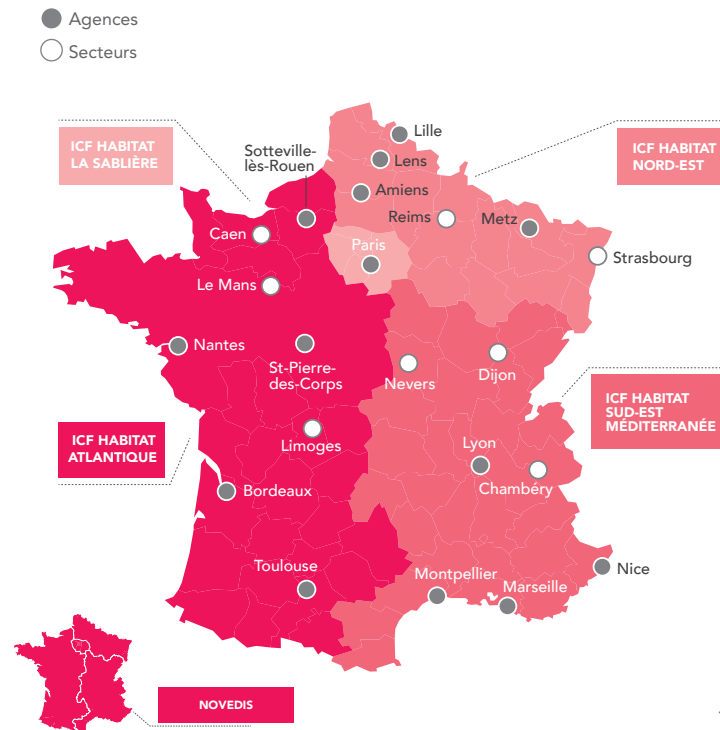 Agences
Secteurs
ICF HABITAT
LA SABLIÈRE
Sotteville-
lès-Rouen
Lille
ICF HABITAT
NORD-EST
Lens
Amiens
Reims
Metz
Caen
Paris
Strasbourg
Le Mans
Nantes
St-Pierre-
des-Corps
Nevers
Dijon
ICF HABITAT
SUD-EST
MÉDITERRANÉE
ICF HABITAT
ATLANTIQUE
Limoges
Lyon
Chambéry
Bordeaux
Toulouse
Montpellier
Marseille
Nice
NOVEDIS